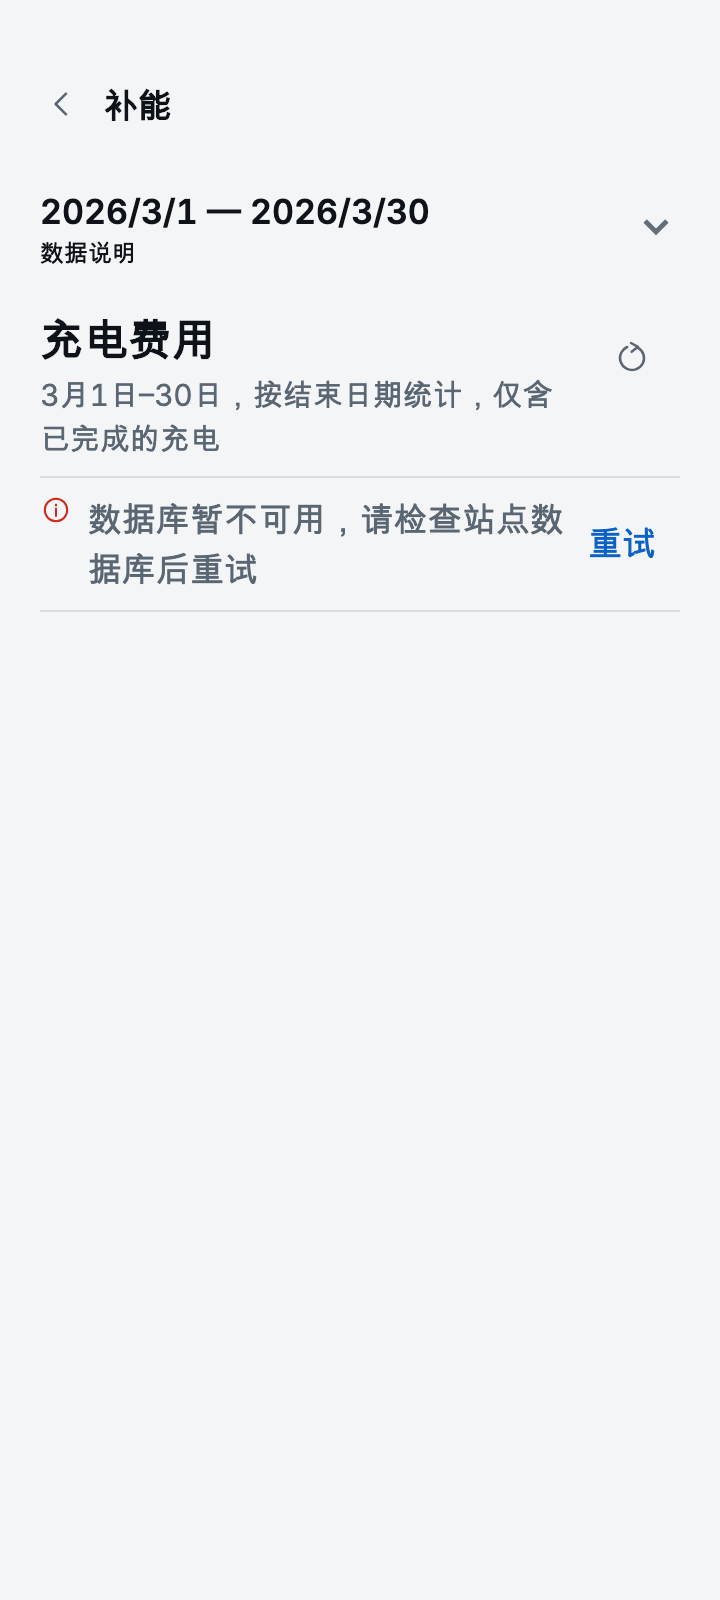 补能
2026/3/1 — 2026/3/30
数据说明
充电费用
3月1日–30日，按结束日期统计，仅含
已完成的充电
数据库暂不可用，请检查站点数
据库后重试
重试